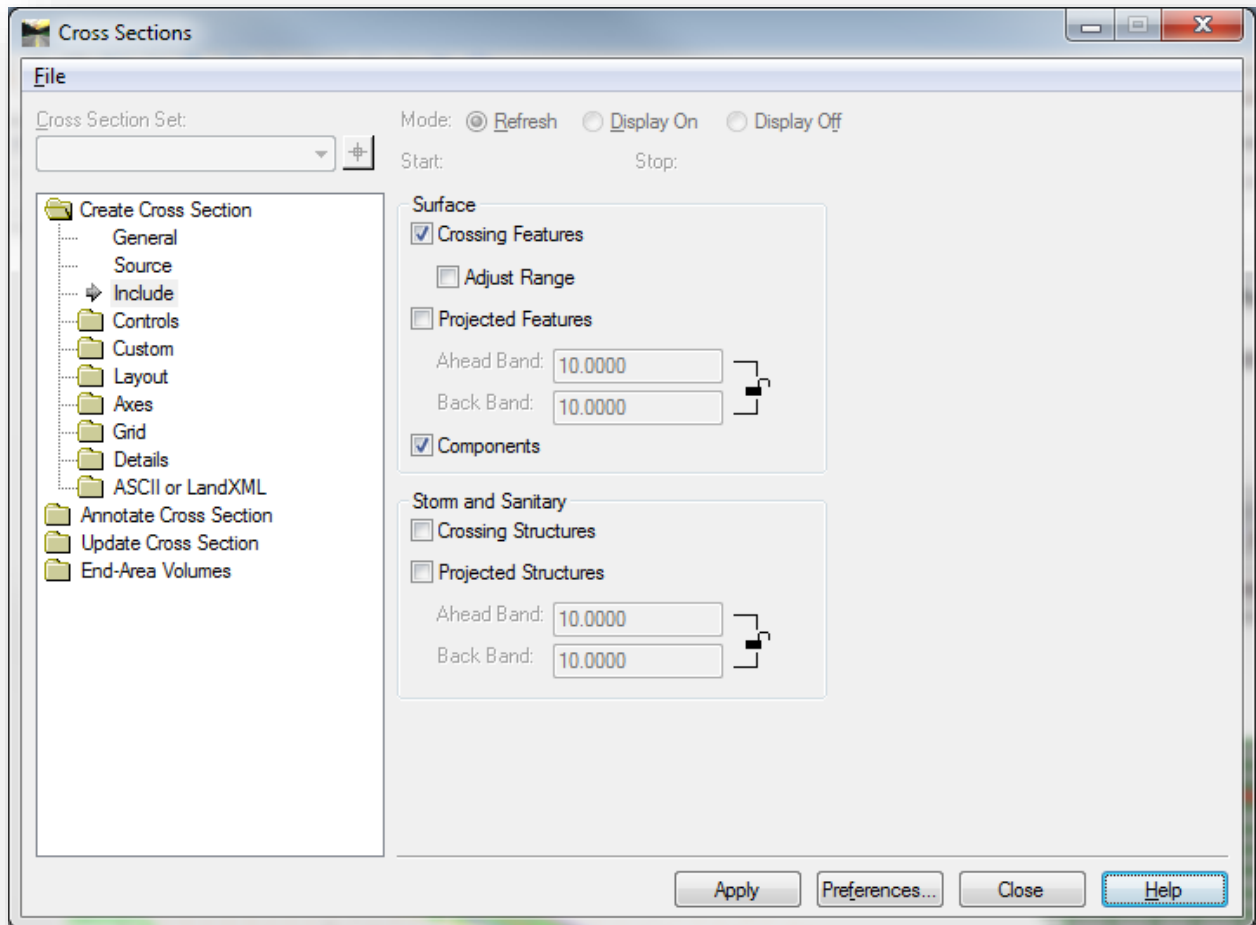 Cross Sections
File
Cross Section Set:
Mode: Refresh Display On Display Off
Start: Stop:
Create Cross Section
General
Source
Include
Controls
Custom
Layout
Axes
Grid
Details
ASCII or LandXML
Annotate Cross Section
Update Cross Section
End-Area Volumes
Surface
Crossing Features
Adjust Range
Projected Features
Ahead Band: 10.0000
Back Band: 10.0000
Components
Storm and Sanitary
Crossing Structures
Projected Structures
Ahead Band: 10.0000
Back Band: 10.0000
Apply Preferences... Close Help